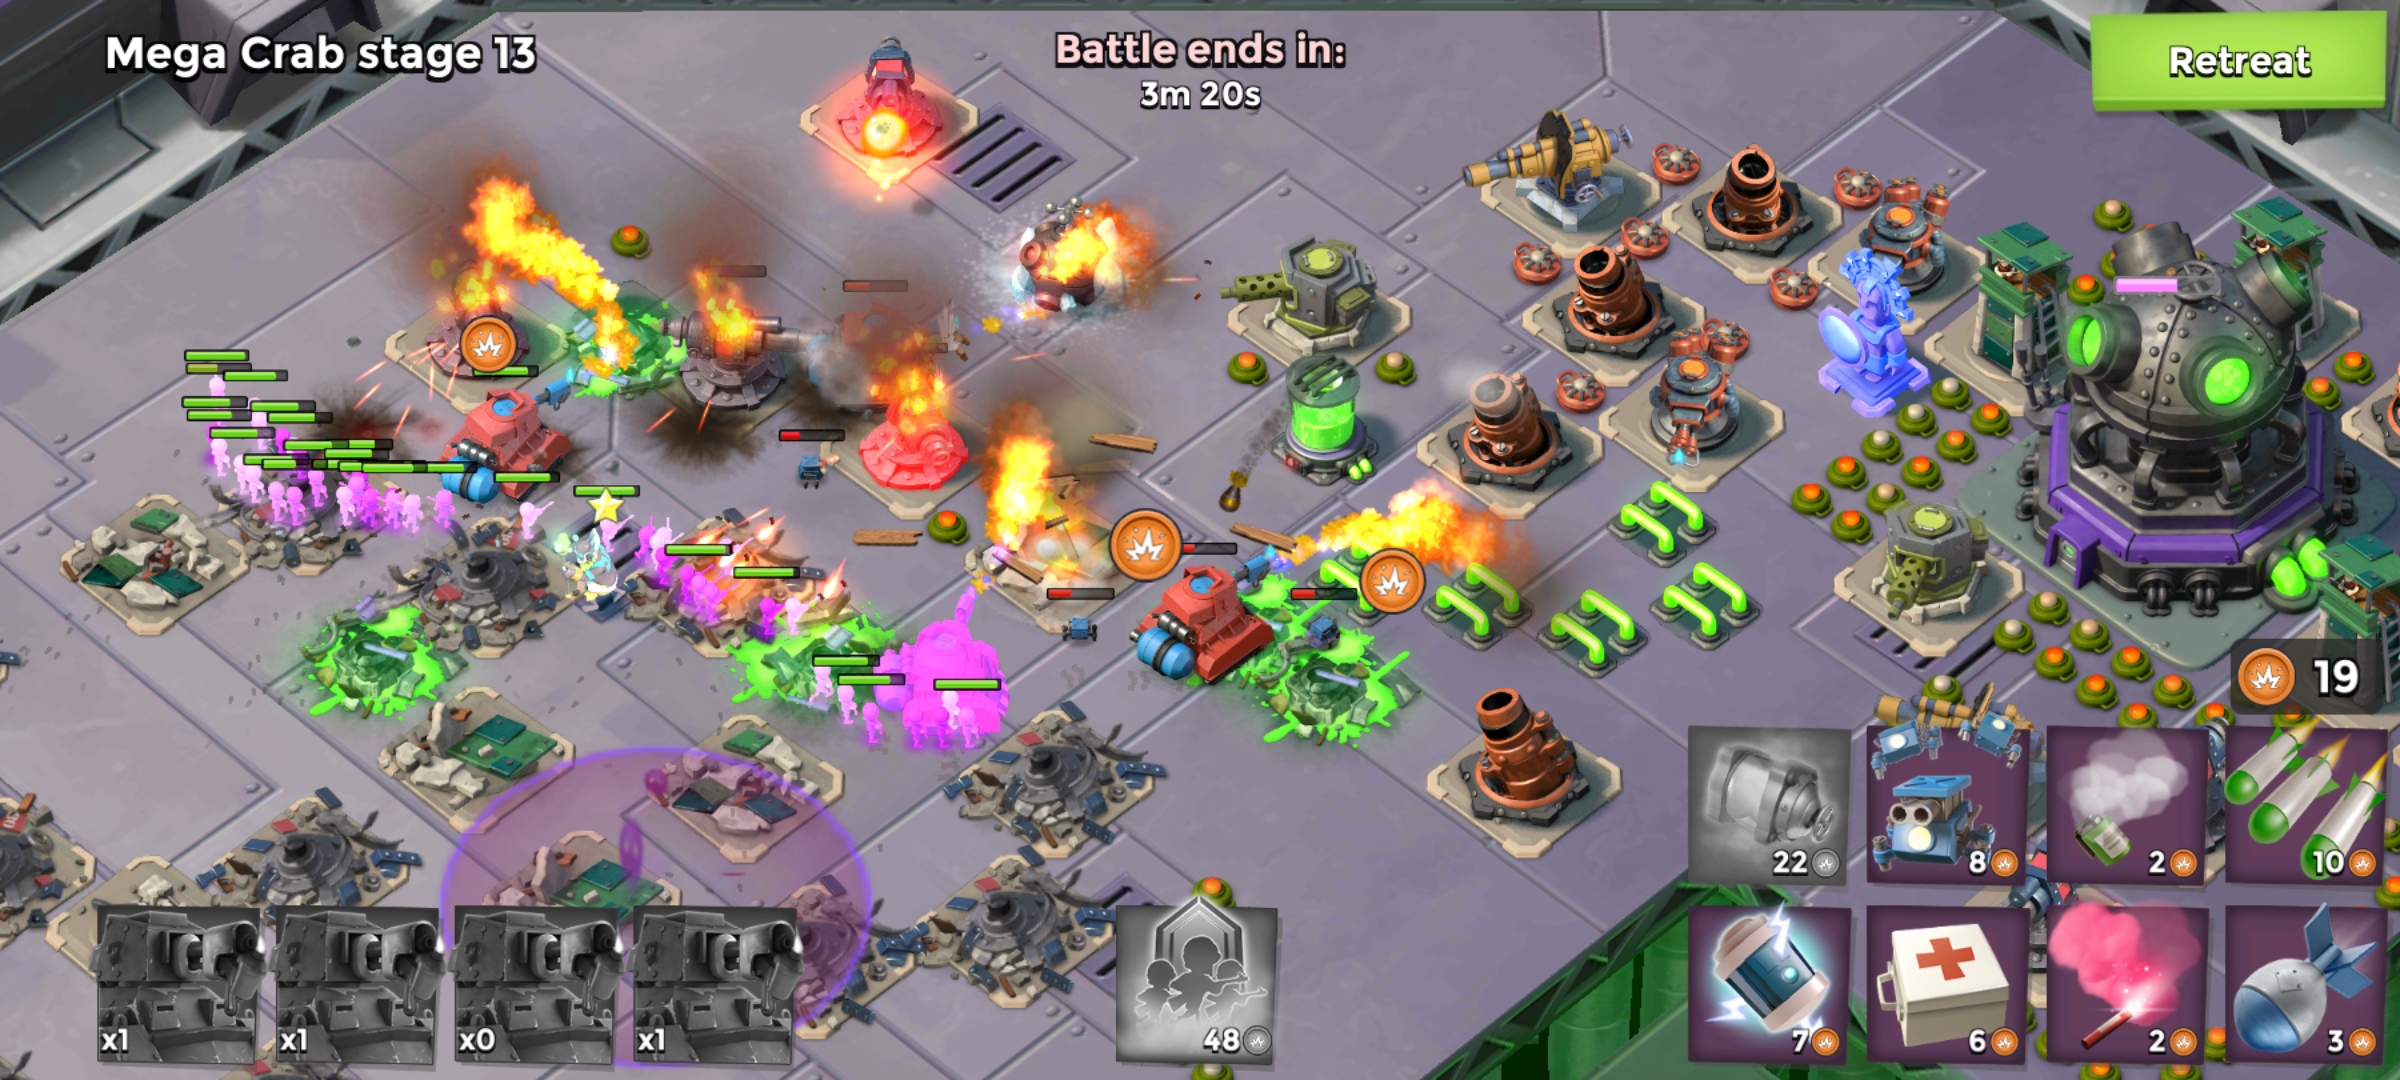 Mega Crab stage 13
Battle ends in:
3m 20s
Retreat
19
22
8
2
10
x1
x1
x0
x1
48
7
6
2
3